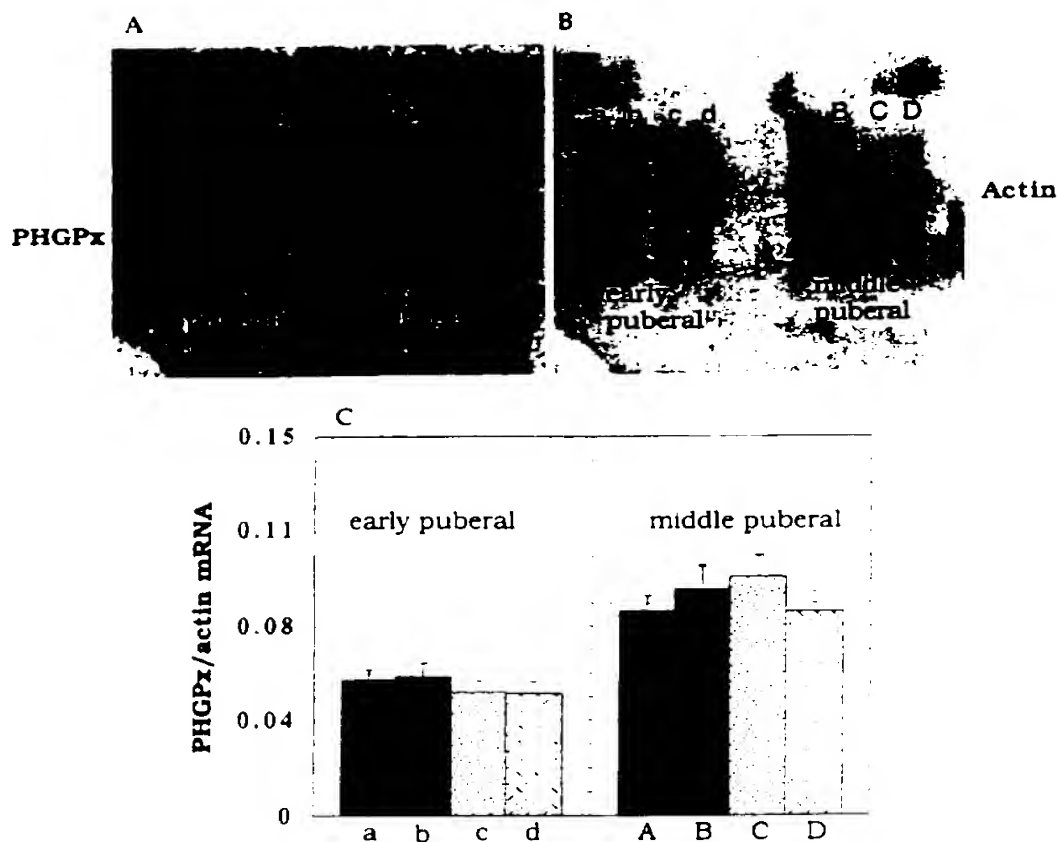 A
B
c d
B C D
PHGPx
Actin
early
puberal
middle
puberal
C
0.15
0.11
0.08
0.04
0
PHGPx/actin mRNA
early puberal
middle puberal
a b c d A B C D